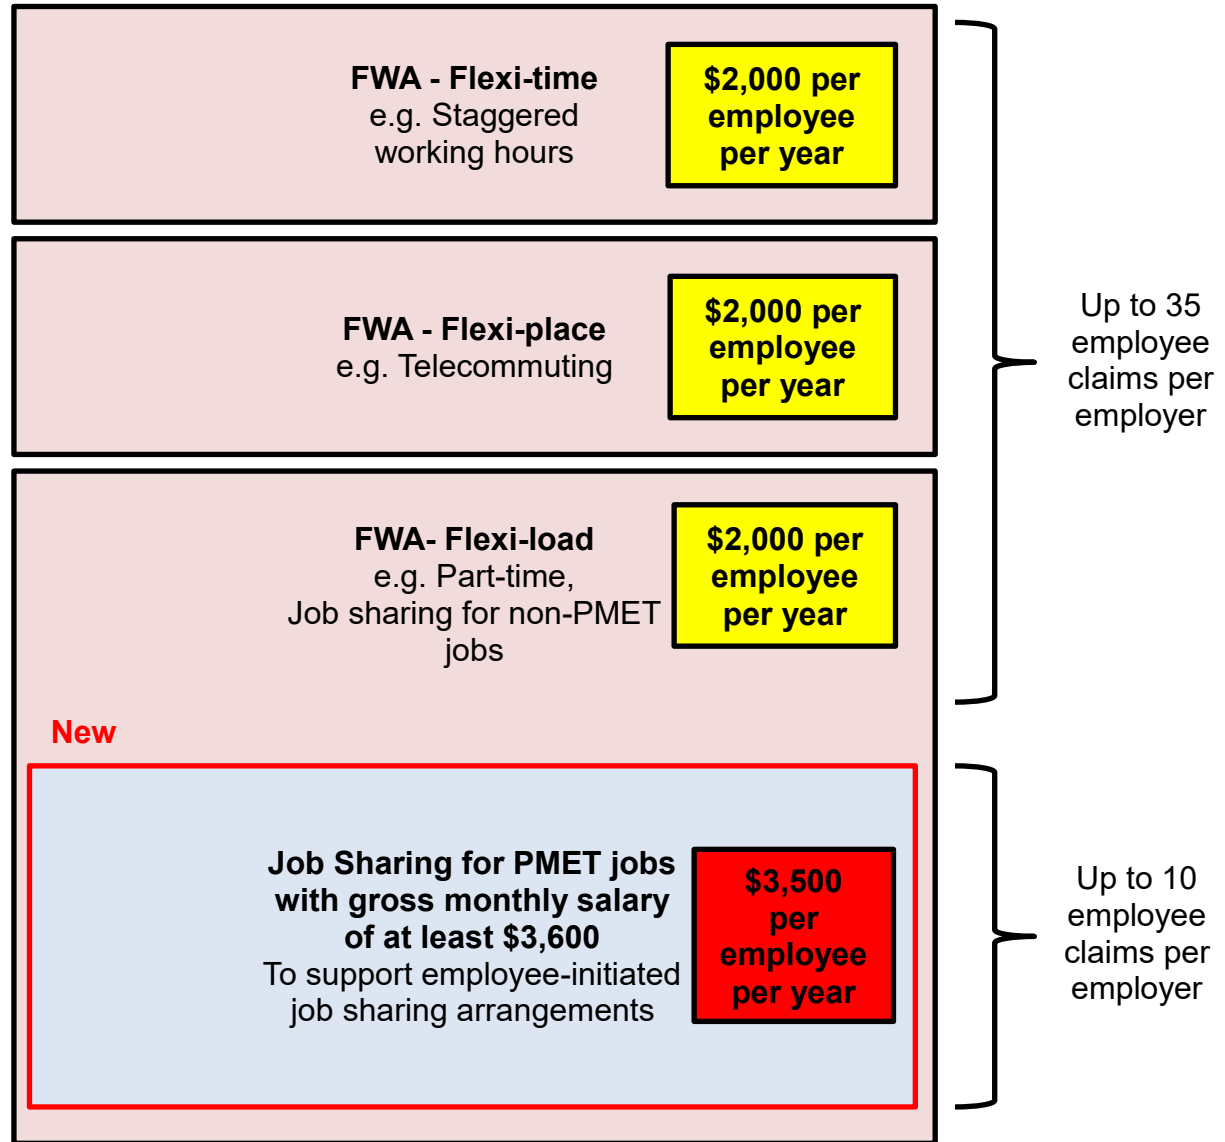 FWA - Flexi-time
e.g. Staggered
working hours
$2,000 per
employee
per year
FWA - Flexi-place
e.g. Telecommuting
$2,000 per
employee
per year
Up to 35
employee
claims per
employer
FWA- Flexi-load
e.g. Part-time,
Job sharing for non-PMET
jobs
$2,000 per
employee
per year
New
Job Sharing for PMET jobs
with gross monthly salary
of at least $3,600
To support employee-initiated
job sharing arrangements
$3,500
per
employee
per year
Up to 10
employee
claims per
employer